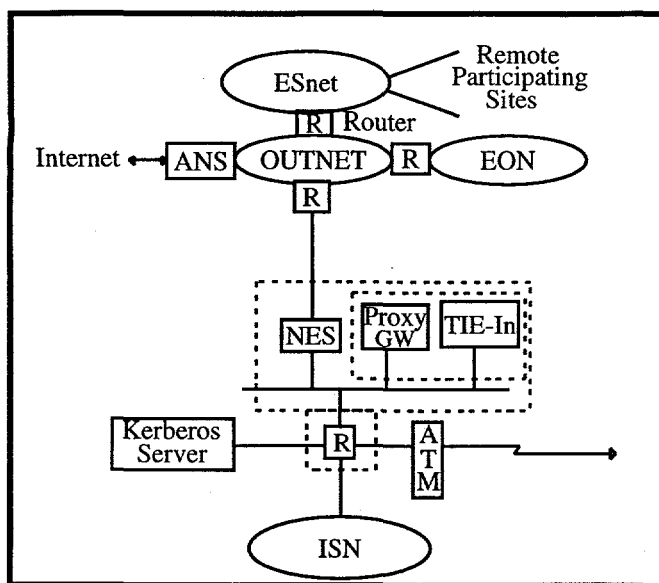 Remote
Participating
Sites
ESnet
R
Router
Internet
ANS
OUTNET
R
EON
R
NES
Proxy
GW
TIE-In
Kerberos
Server
R
A
T
M
ISN